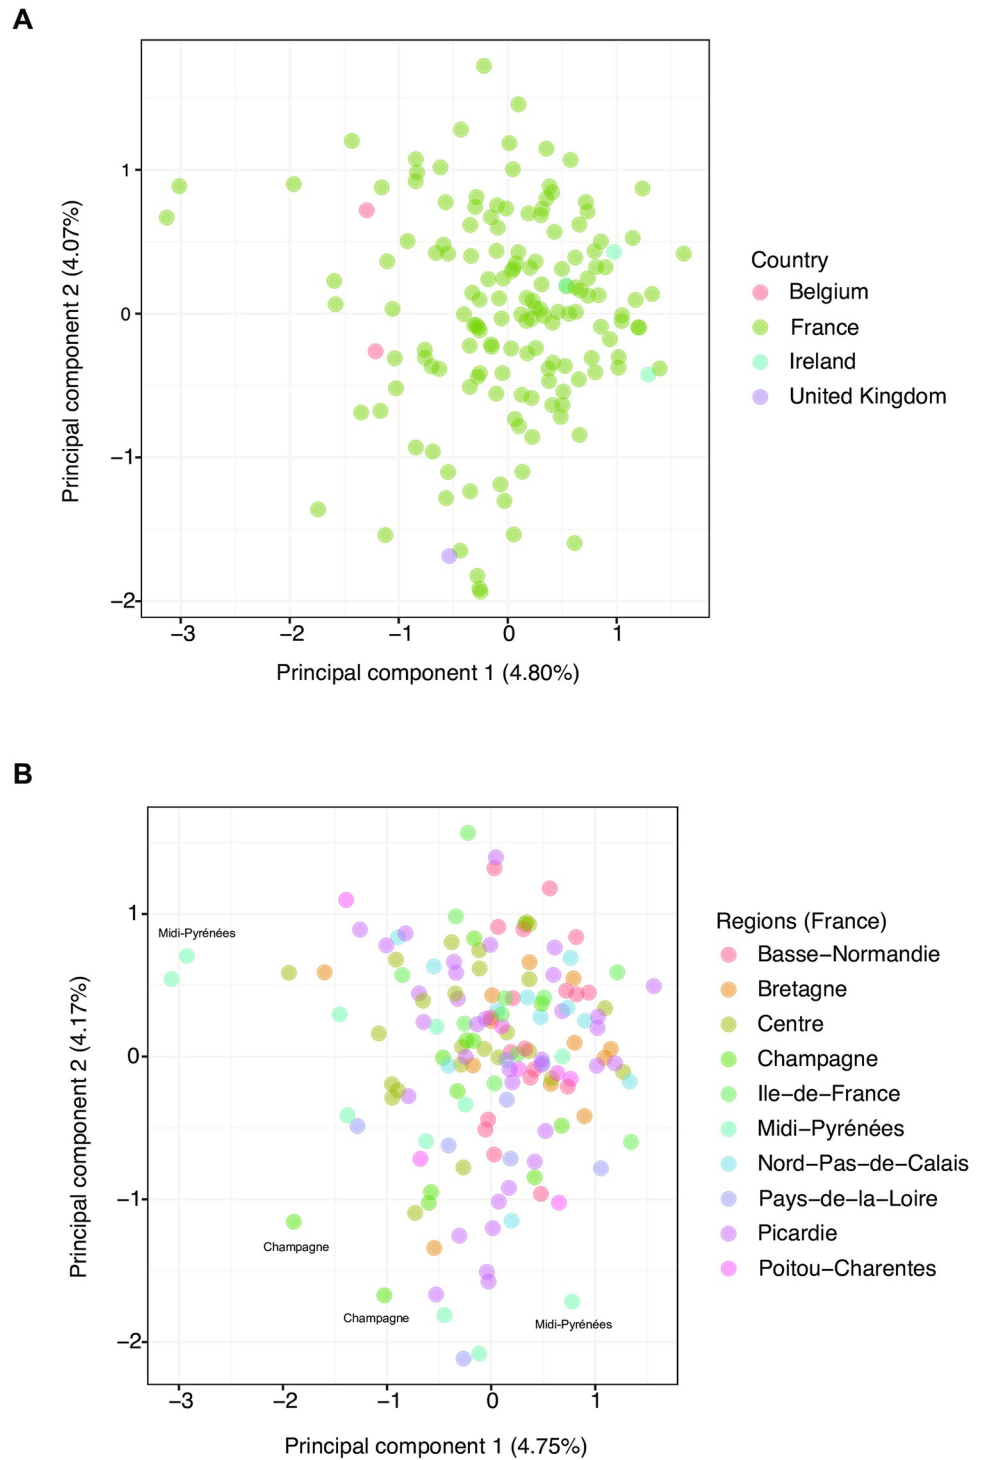 A
Principal component 2 (4.07%)
1
0
−1
−2
−3
−2
−1
0
1
Principal component 1 (4.80%)
Country
Belgium
France
Ireland
United Kingdom
B
Principal component 2 (4.17%)
1
0
−1
−2
Midi-Pyrénées
Champagne
Champagne
Midi-Pyrénées
−3
−2
−1
0
1
Principal component 1 (4.75%)
Regions (France)
Basse−Normandie
Bretagne
Centre
Champagne
Ile−de−France
Midi−Pyrénées
Nord−Pas−de−Calais
Pays−de−la−Loire
Picardie
Poitou−Charentes